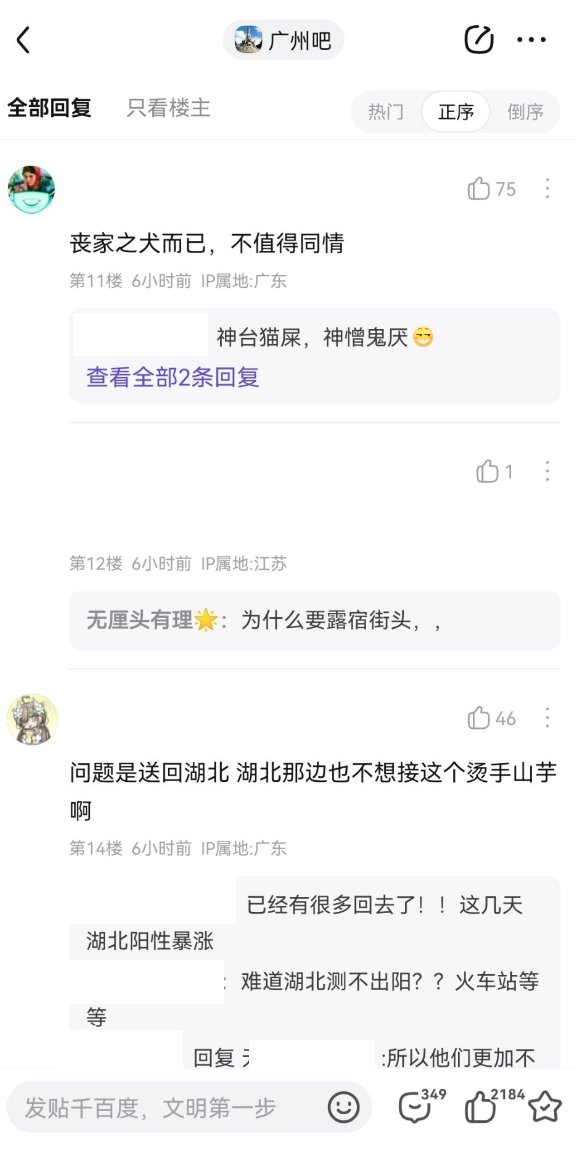 广州吧
全部回复 只看楼主 热门 正序 倒序
75
丧家之犬而已，不值得同情
第11楼 6小时前 IP属地:广东
神台猫屎，神憎鬼厌
查看全部2条回复
1
第12楼 6小时前 IP属地:江苏
无厘头有理：为什么要露宿街头，，
46
问题是送回湖北 湖北那边也不想接这个烫手山芋
啊
第14楼 6小时前 IP属地:广东
已经有很多回去了！！这几天
湖北阳性暴涨
：难道湖北测不出阳？？火车站等
等
回复 :所以他们更加不
发贴千百度，文明第一步 349 2184